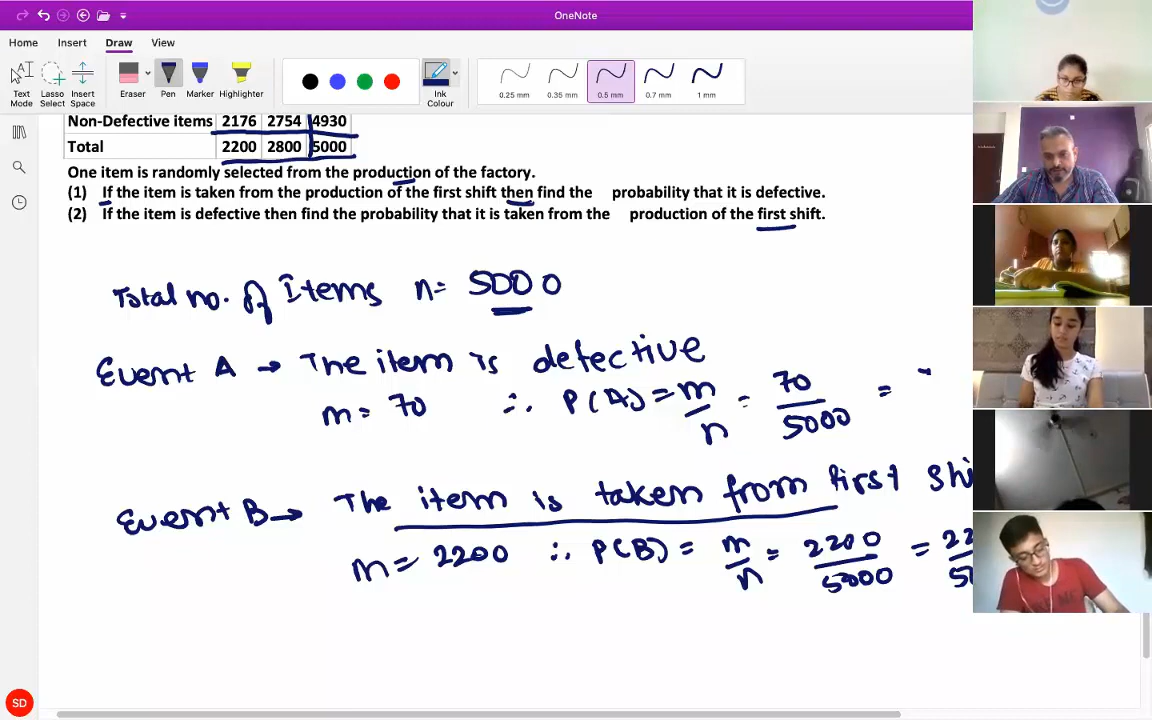 OneNote
Home Insert Draw View
Text Mode Lasso Select Insert Space Eraser Pen Marker Highlighter 0.25 mm 0.35 mm 0.5 mm 0.7 mm 1 mm Ink Colour
Non-Defective items 2176 2754 4930
Total 2200 2800 5000
One item is randomly selected from the production of the factory.
(1) If the item is taken from the production of the first shift then find the probability that it is defective.
(2) If the item is defective then find the probability that it is taken from the production of the first shift.
Total no. of Items n= 5000
Event A → The item is defective
m= 70 ∴ P(A) = m/n = 70/5000 =
Event B → The item is taken from first shi
m= 2200 ∴ P(B) = m/n = 2200/5000 = 22/50
SD